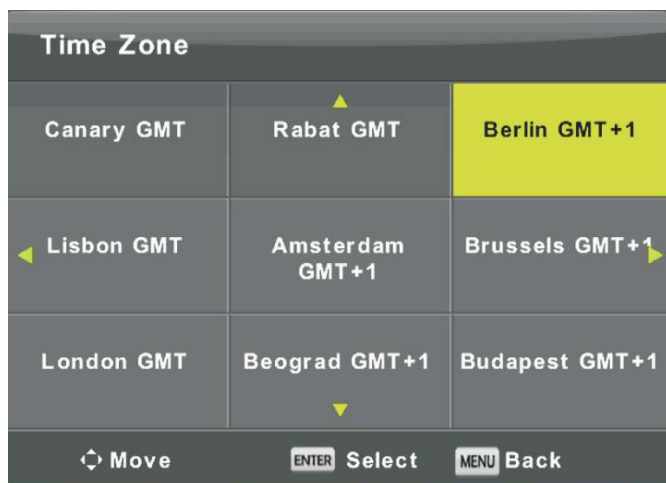 Time Zone
Canary GMT
Rabat GMT
Berlin GMT+1
Lisbon GMT
Amsterdam
GMT+1
Brussels GMT+1
London GMT
Beograd GMT+1
Budapest GMT+1
Move
ENTER Select
MENU Back